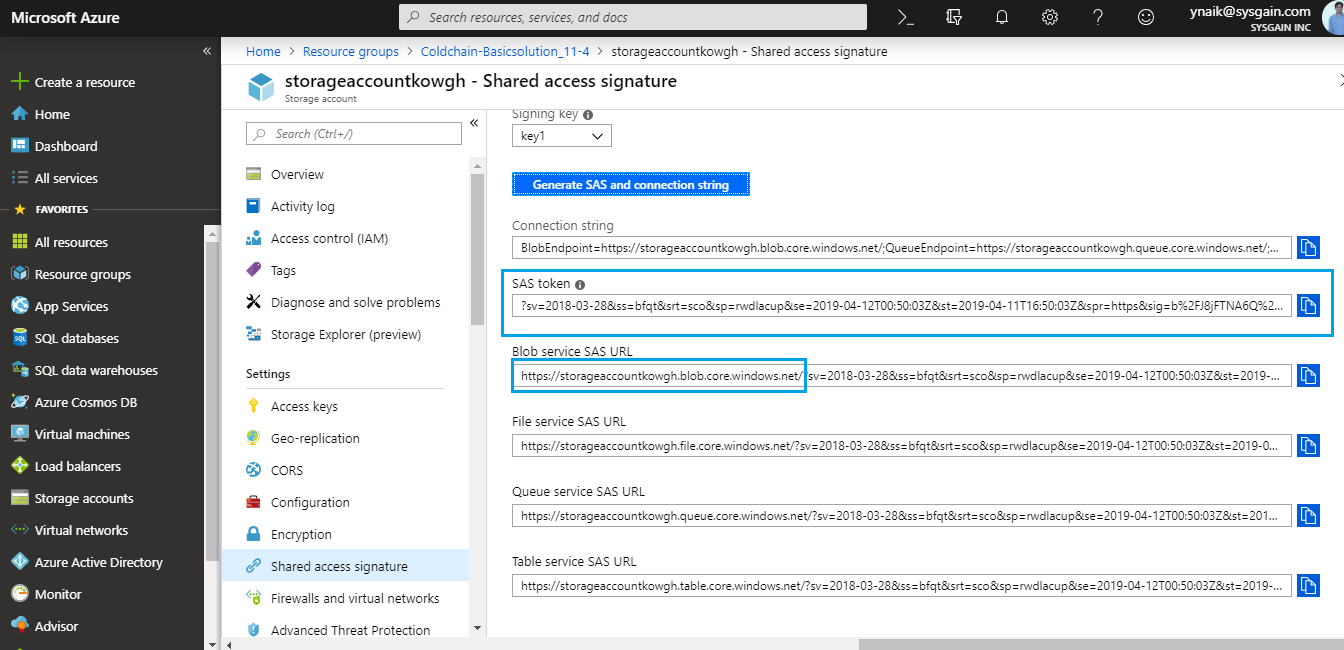 Microsoft Azure
Search resources, services, and docs
ynaik@sysgain.com
SYSGAIN INC
Home > Resource groups > Coldchain-Basicsolution_11-4 > storageaccountkowgh - Shared access signature
storageaccountkowgh - Shared access signature
Storage account
Create a resource
Home
Dashboard
All services
FAVORITES
All resources
Resource groups
App Services
SQL databases
SQL data warehouses
Azure Cosmos DB
Virtual machines
Load balancers
Storage accounts
Virtual networks
Azure Active Directory
Monitor
Advisor
Search (Ctrl+/)
Overview
Activity log
Access control (IAM)
Tags
Diagnose and solve problems
Storage Explorer (preview)
Settings
Access keys
Geo-replication
CORS
Configuration
Encryption
Shared access signature
Firewalls and virtual networks
Advanced Threat Protection
Signing key
key1
Generate SAS and connection string
Connection string
BlobEndpoint=https://storageaccountkowgh.blob.core.windows.net/;QueueEndpoint=https://storageaccountkowgh.queue.core.windows.net/;...
SAS token
?sv=2018-03-28&ss=bfqt&srt=sco&sp=rwdlacup&se=2019-04-12T00:50:03Z&st=2019-04-11T16:50:03Z&spr=https&sig=b%2FJ8jFTNA6Q%2...
Blob service SAS URL
https://storageaccountkowgh.blob.core.windows.net/?sv=2018-03-28&ss=bfqt&srt=sco&sp=rwdlacup&se=2019-04-12T00:50:03Z&st=2019-...
File service SAS URL
https://storageaccountkowgh.file.core.windows.net/?sv=2018-03-28&ss=bfqt&srt=sco&sp=rwdlacup&se=2019-04-12T00:50:03Z&st=2019-0...
Queue service SAS URL
https://storageaccountkowgh.queue.core.windows.net/?sv=2018-03-28&ss=bfqt&srt=sco&sp=rwdlacup&se=2019-04-12T00:50:03Z&st=201...
Table service SAS URL
https://storageaccountkowgh.table.core.windows.net/?sv=2018-03-28&ss=bfqt&srt=sco&sp=rwdlacup&se=2019-04-12T00:50:03Z&st=2019-...